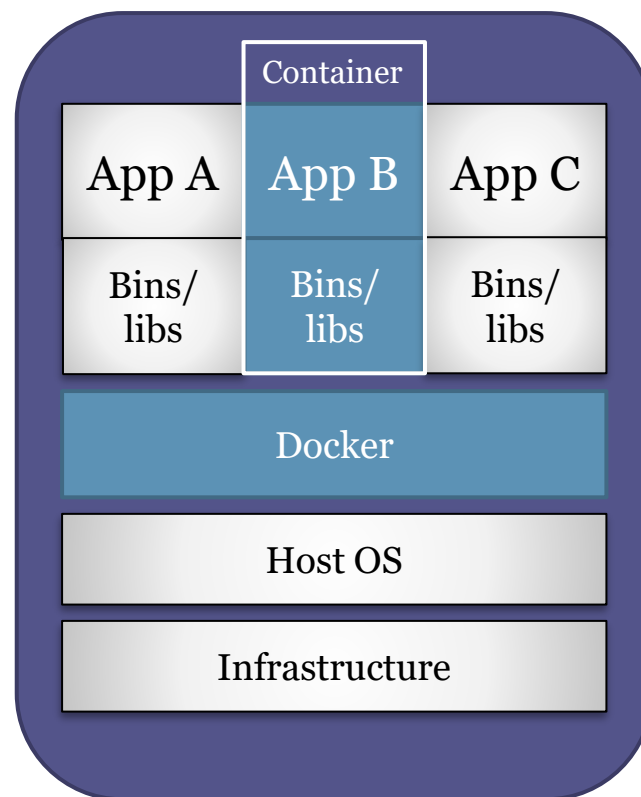 Container
App A
App B
App C
Bins/
libs
Bins/
libs
Bins/
libs
Docker
Host OS
Infrastructure